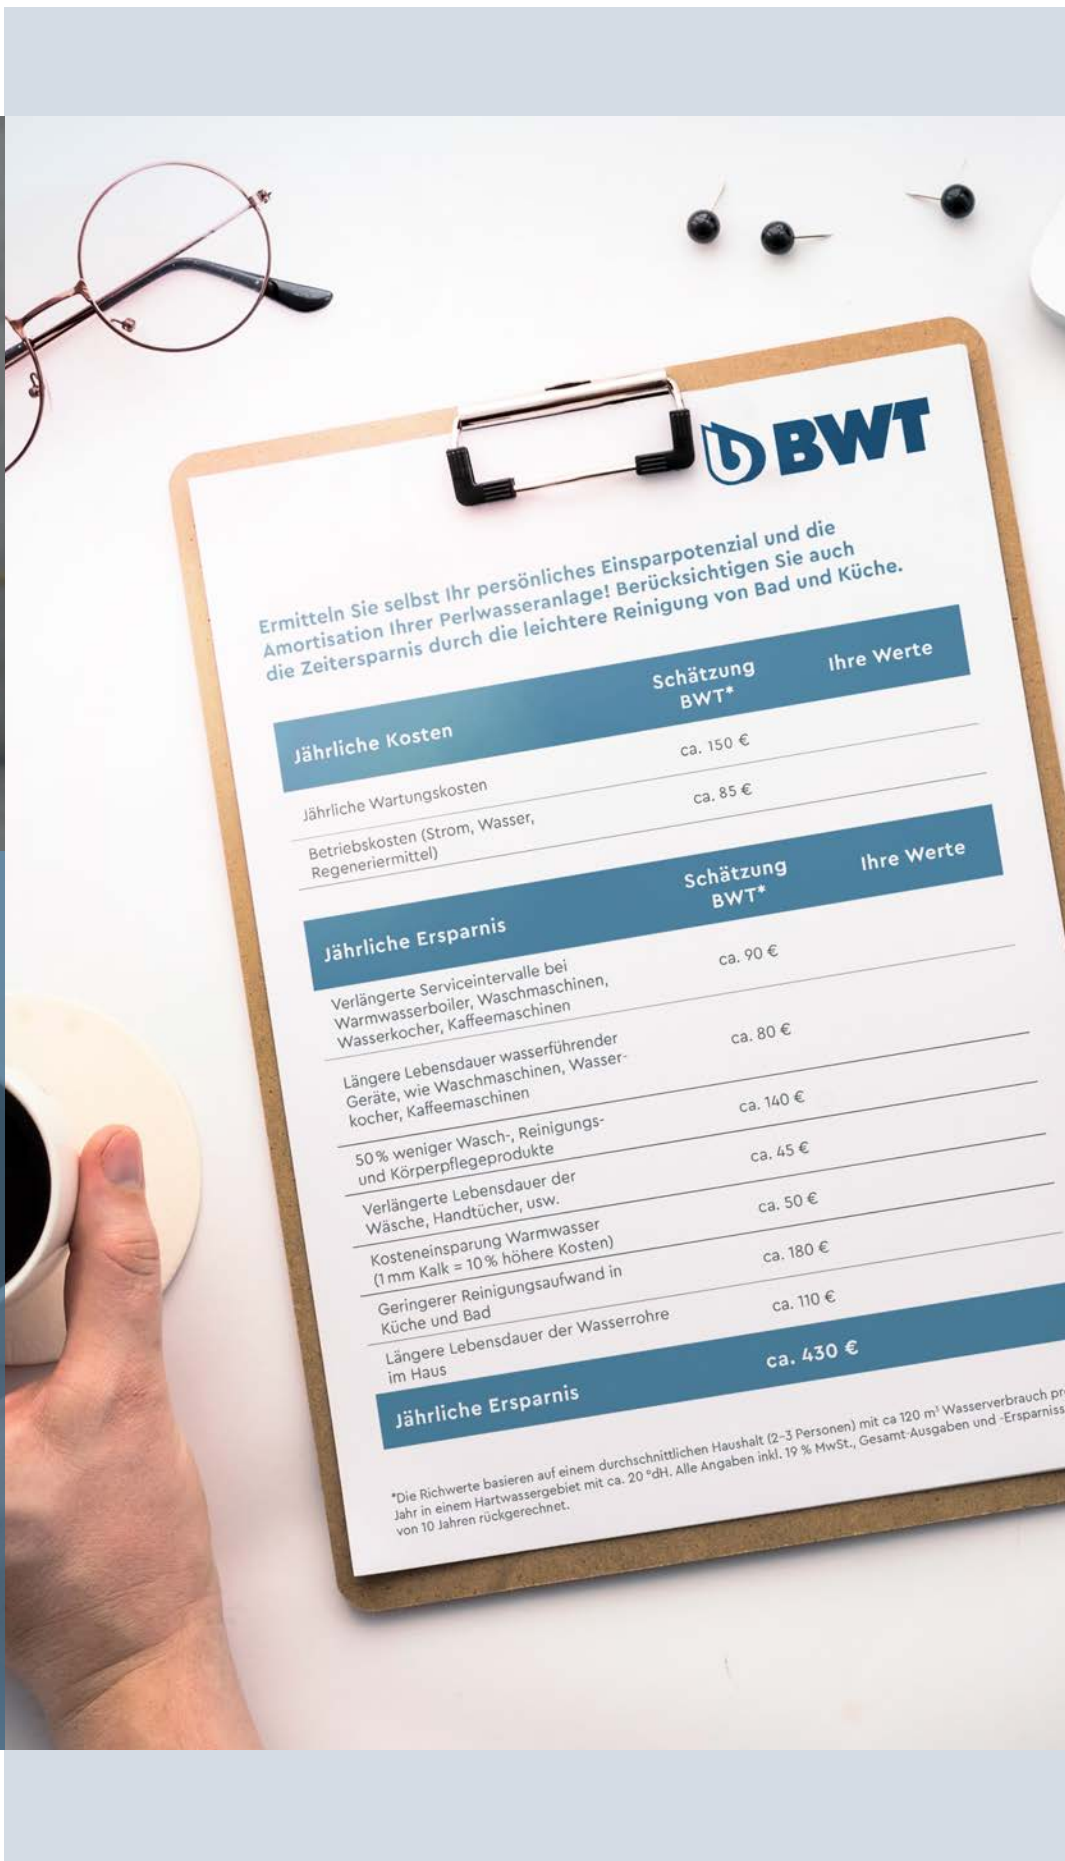 BWT
Ermitteln Sie selbst Ihr persönliches Einsparpotenzial und die
Amortisation Ihrer Perlwasseranlage! Berücksichtigen Sie auch
die Zeitersparnis durch die leichtere Reinigung von Bad und Küche.
Jährliche Kosten
Schätzung
BWT*
Ihre Werte
Jährliche Wartungskosten
ca. 150 €
Betriebskosten (Strom, Wasser,
Regeneriermittel)
ca. 85 €
Jährliche Ersparnis
Schätzung
BWT*
Ihre Werte
Verlängerte Serviceintervalle bei
Warmwasserboiler, Waschmaschinen,
Wasserkocher, Kaffeemaschinen
ca. 90 €
Längere Lebensdauer wasserführender
Geräte, wie Waschmaschinen, Wasser-
kocher, Kaffeemaschinen
ca. 80 €
50 % weniger Wasch-, Reinigungs-
und Körperpflegeprodukte
ca. 140 €
Verlängerte Lebensdauer der
Wäsche, Handtücher, usw.
ca. 45 €
Kosteneinsparung Warmwasser
(1 mm Kalk = 10 % höhere Kosten)
ca. 50 €
Geringerer Reinigungsaufwand in
Küche und Bad
ca. 180 €
Längere Lebensdauer der Wasserrohre
im Haus
ca. 110 €
Jährliche Ersparnis
ca. 430 €
*Die Richwerte basieren auf einem durchschnittlichen Haushalt (2-3 Personen) mit ca 120 m³ Wasserverbrauch pro
Jahr in einem Hartwassergebiet mit ca. 20 °dH. Alle Angaben inkl. 19 % MwSt., Gesamt-Ausgaben und
von 10 Jahren rückgerechnet.